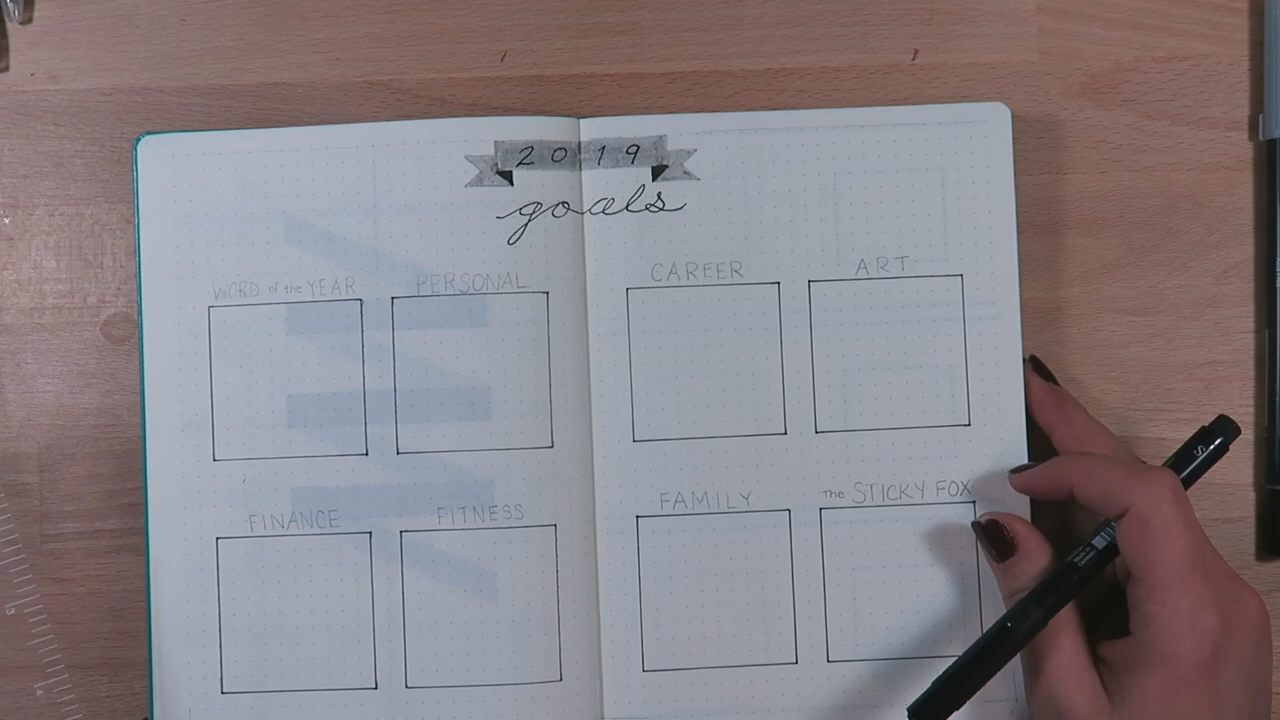 2019
goals
WORD of the YEAR
PERSONAL
CAREER
ART
FINANCE
FITNESS
FAMILY
the STICKY FOX
S